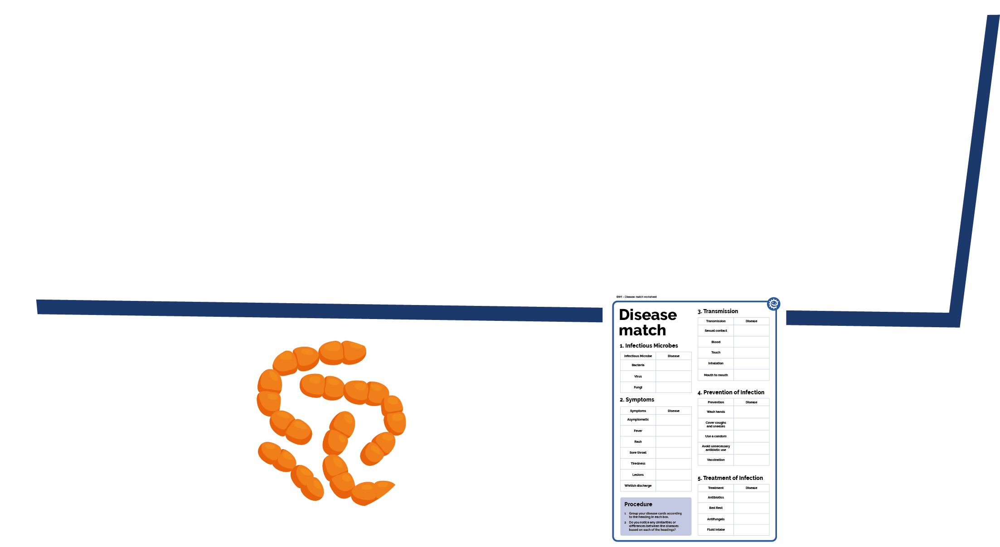 SW1 - Disease match worksheet
Disease
match
1. Infectious Microbes
Infectious Microbe Disease
Bacteria
Virus
Fungi
2. Symptoms
Symptoms Disease
Asymptomatic
Fever
Rash
Sore throat
Tiredness
Lesions
Whitish discharge
Procedure
1 Group your disease cards according
to the heading in each box.
2 Do you notice any similarities or
differences between the diseases
based on each of the headings?
3. Transmission
Transmission Disease
Sexual contact
Blood
Touch
Inhalation
Mouth to mouth
4. Prevention of Infection
Prevention Disease
Wash hands
Cover coughs
and sneezes
Use a condom
Avoid unnecessary
antibiotic use
Vaccination
5. Treatment of Infection
Treatment Disease
Antibiotics
Bed Rest
Antifungals
Fluid intake